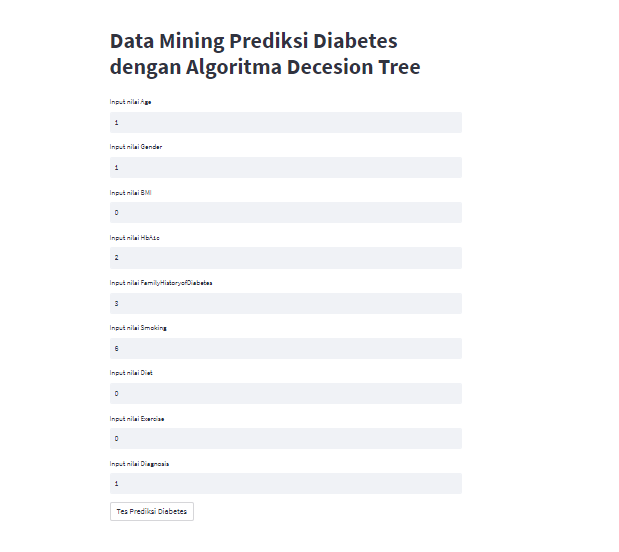 Data Mining Prediksi Diabetes
dengan Algoritma Decesion Tree
Input nilai Age
1
Input nilai Gender
1
Input nilai BMI
0
Input nilai HbA1c
2
Input nilai FamilyHistoryofDiabetes
3
Input nilai Smoking
6
Input nilai Diet
0
Input nilai Exercise
0
Input nilai Diagnosis
1
Tes Prediksi Diabetes